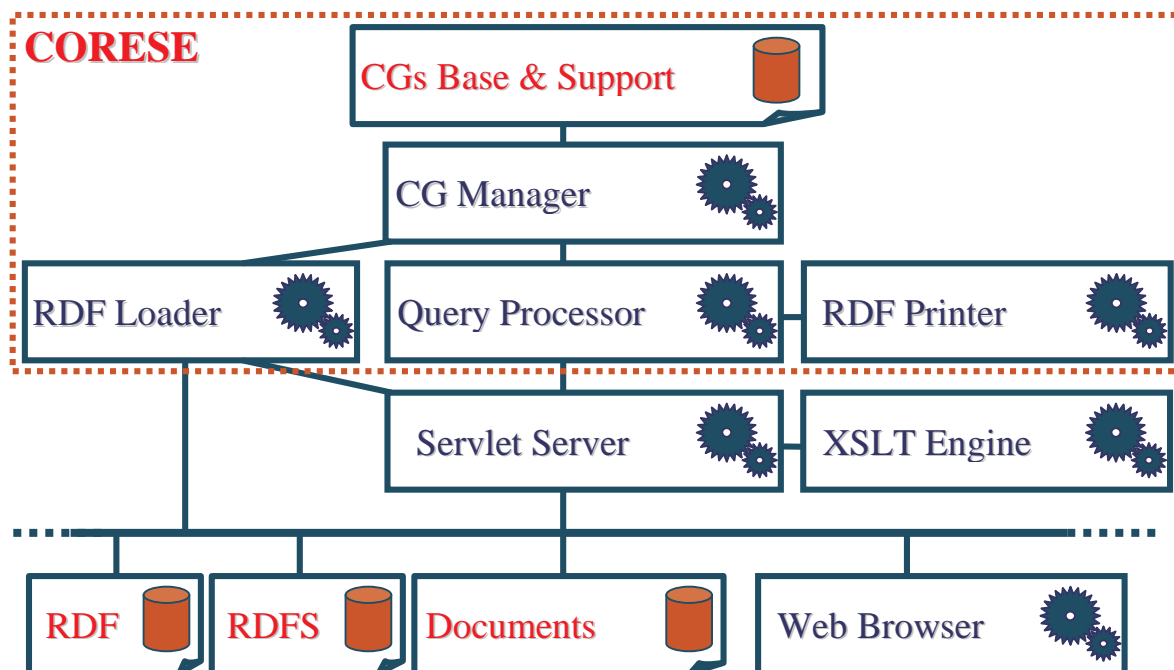 CORESE
CGs Base & Support
CG Manager
RDF Loader
Query Processor
RDF Printer
Servlet Server
XSLT Engine
RDF
RDFS
Documents
Web Browser